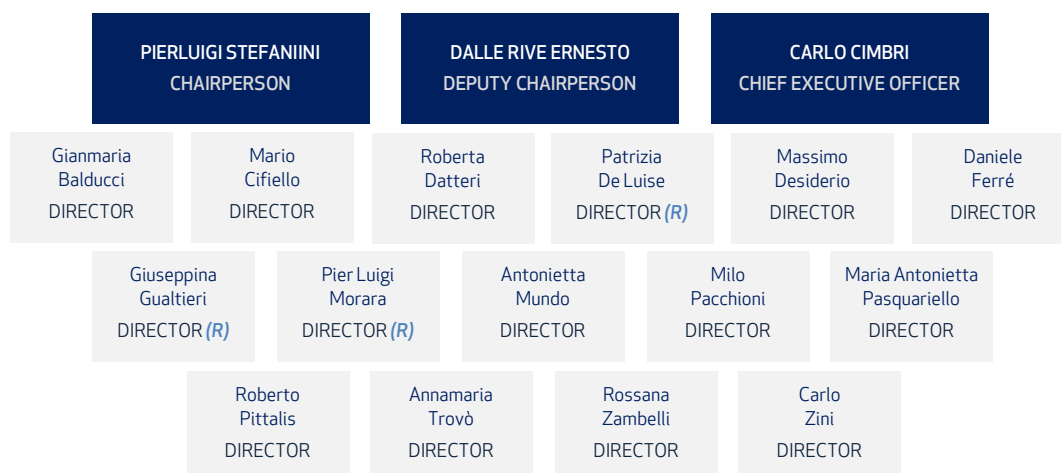 PIERLUIGI STEFANIINI
CHAIRPERSON
DALLE RIVE ERNESTO
DEPUTY CHAIRPERSON
CARLO CIMBRI
CHIEF EXECUTIVE OFFICER
Gianmaria
Balducci
DIRECTOR
Mario
Cifiello
DIRECTOR
Roberta
Datteri
DIRECTOR
Patrizia
De Luise
DIRECTOR (R)
Massimo
Desiderio
DIRECTOR
Daniele
Ferré
DIRECTOR
Giuseppina
Gualtieri
DIRECTOR (R)
Pier Luigi
Morara
DIRECTOR (R)
Antonietta
Mundo
DIRECTOR
Milo
Pacchioni
DIRECTOR
Maria Antonietta
Pasquariello
DIRECTOR
Roberto
Pittalis
DIRECTOR
Annamaria
Trovò
DIRECTOR
Rossana
Zambelli
DIRECTOR
Carlo
Zini
DIRECTOR